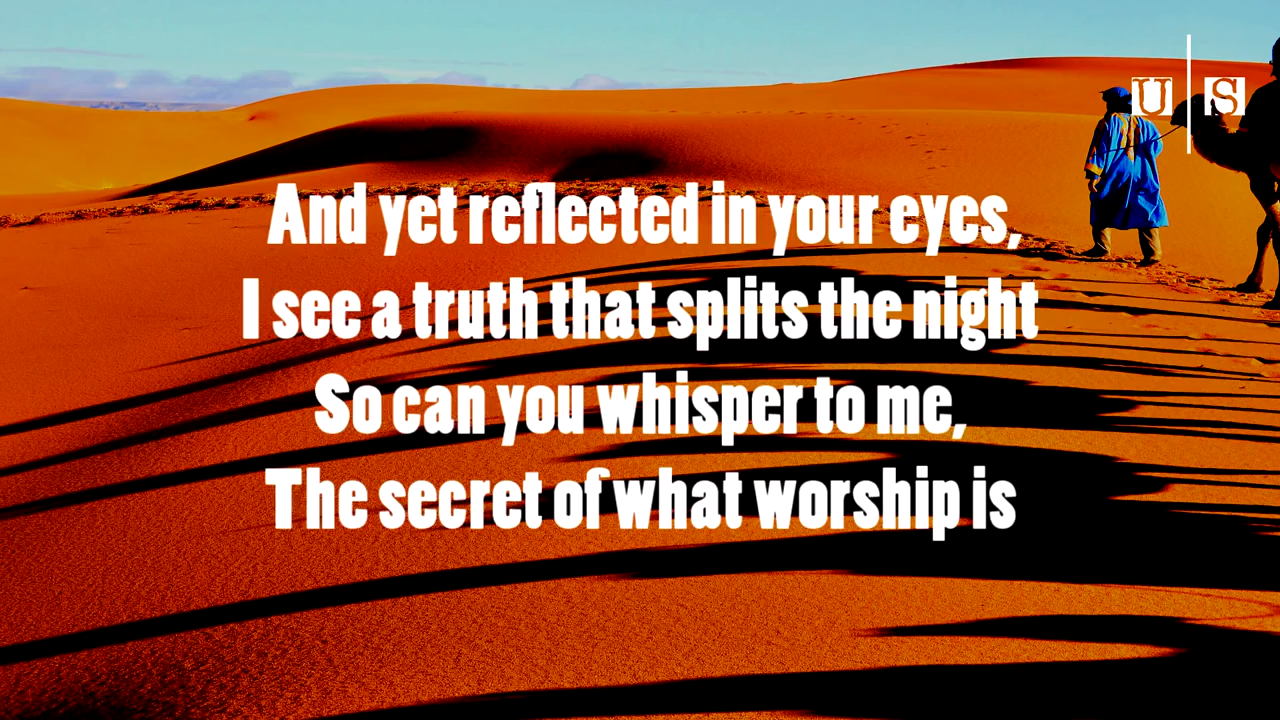 U S
And yet reflected in your eyes,
I see a truth that splits the night
So can you whisper to me,
The secret of what worship is